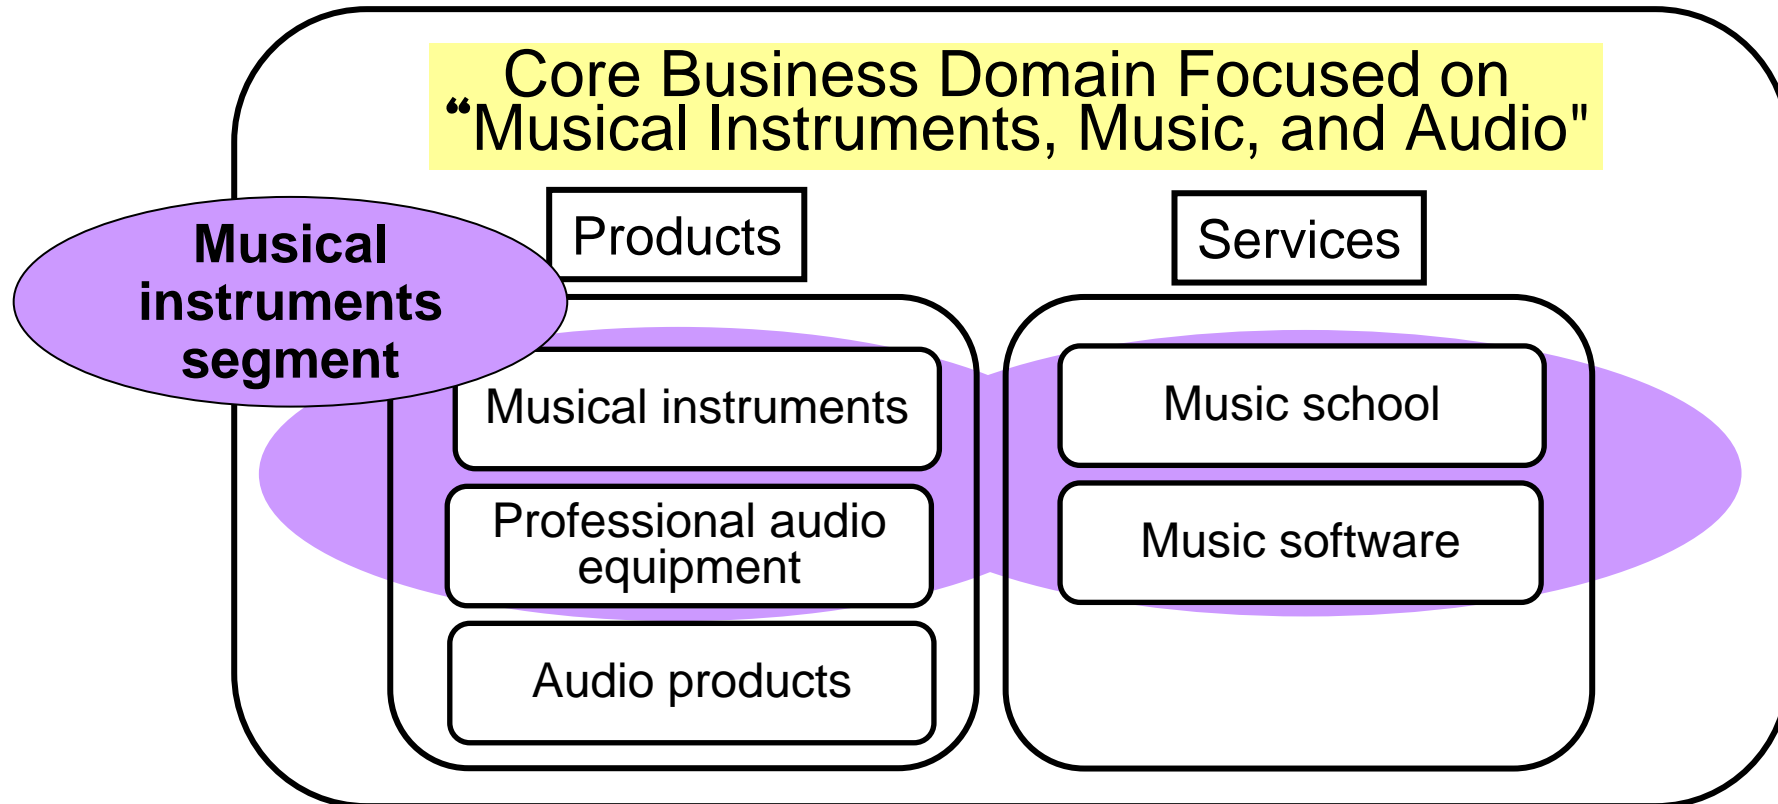 Core Business Domain Focused on
“Musical Instruments, Music, and Audio"
Musical
instruments
segment
Products
Musical instruments
Professional audio
equipment
Audio products
Services
Music school
Music software